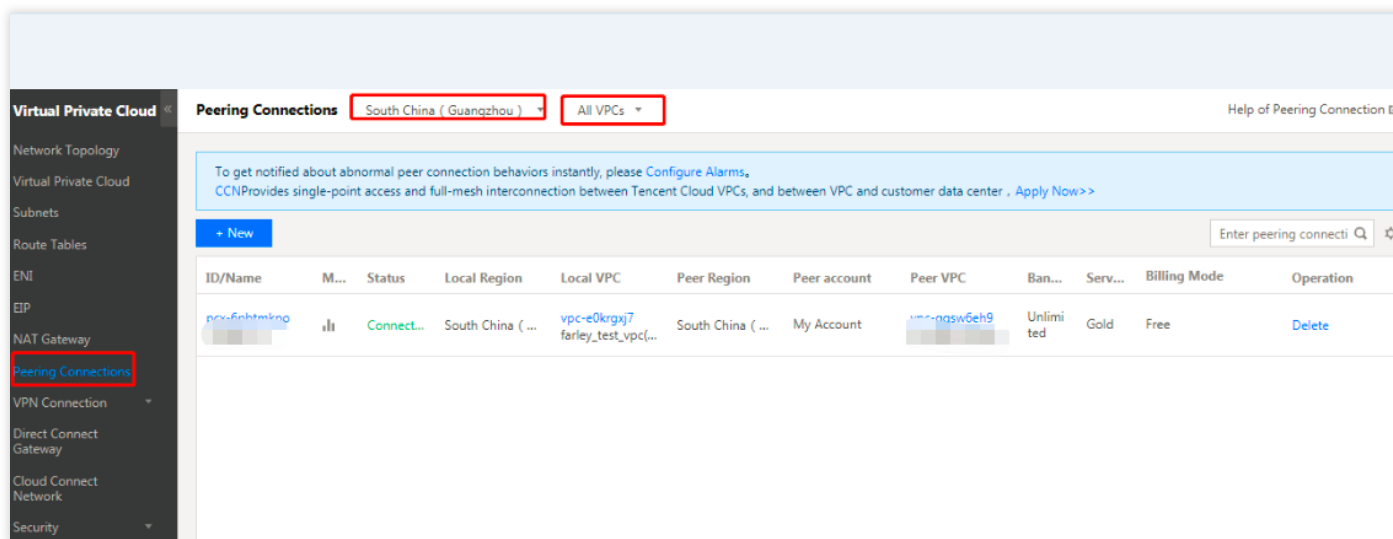 Virtual Private Cloud «
Peering Connections South China ( Guangzhou ) All VPCs Help of Peering Connection
Network Topology
Virtual Private Cloud
Subnets
Route Tables
ENI
EIP
NAT Gateway
Peering Connections
VPN Connection
Direct Connect
Gateway
Cloud Connect
Network
Security
To get notified about abnormal peer connection behaviors instantly, please Configure Alarms。
CCNProvides single-point access and full-mesh interconnection between Tencent Cloud VPCs, and between VPC and customer data center , Apply Now>>
+ New Enter peering connecti
ID/Name M... Status Local Region Local VPC Peer Region Peer account Peer VPC Ban... Serv... Billing Mode Operation
Connect... South China ( ... vpc-e0krgxj7 South China ( ... My Account Unlimi Gold Free Delete
farley_test_vpc(... ted